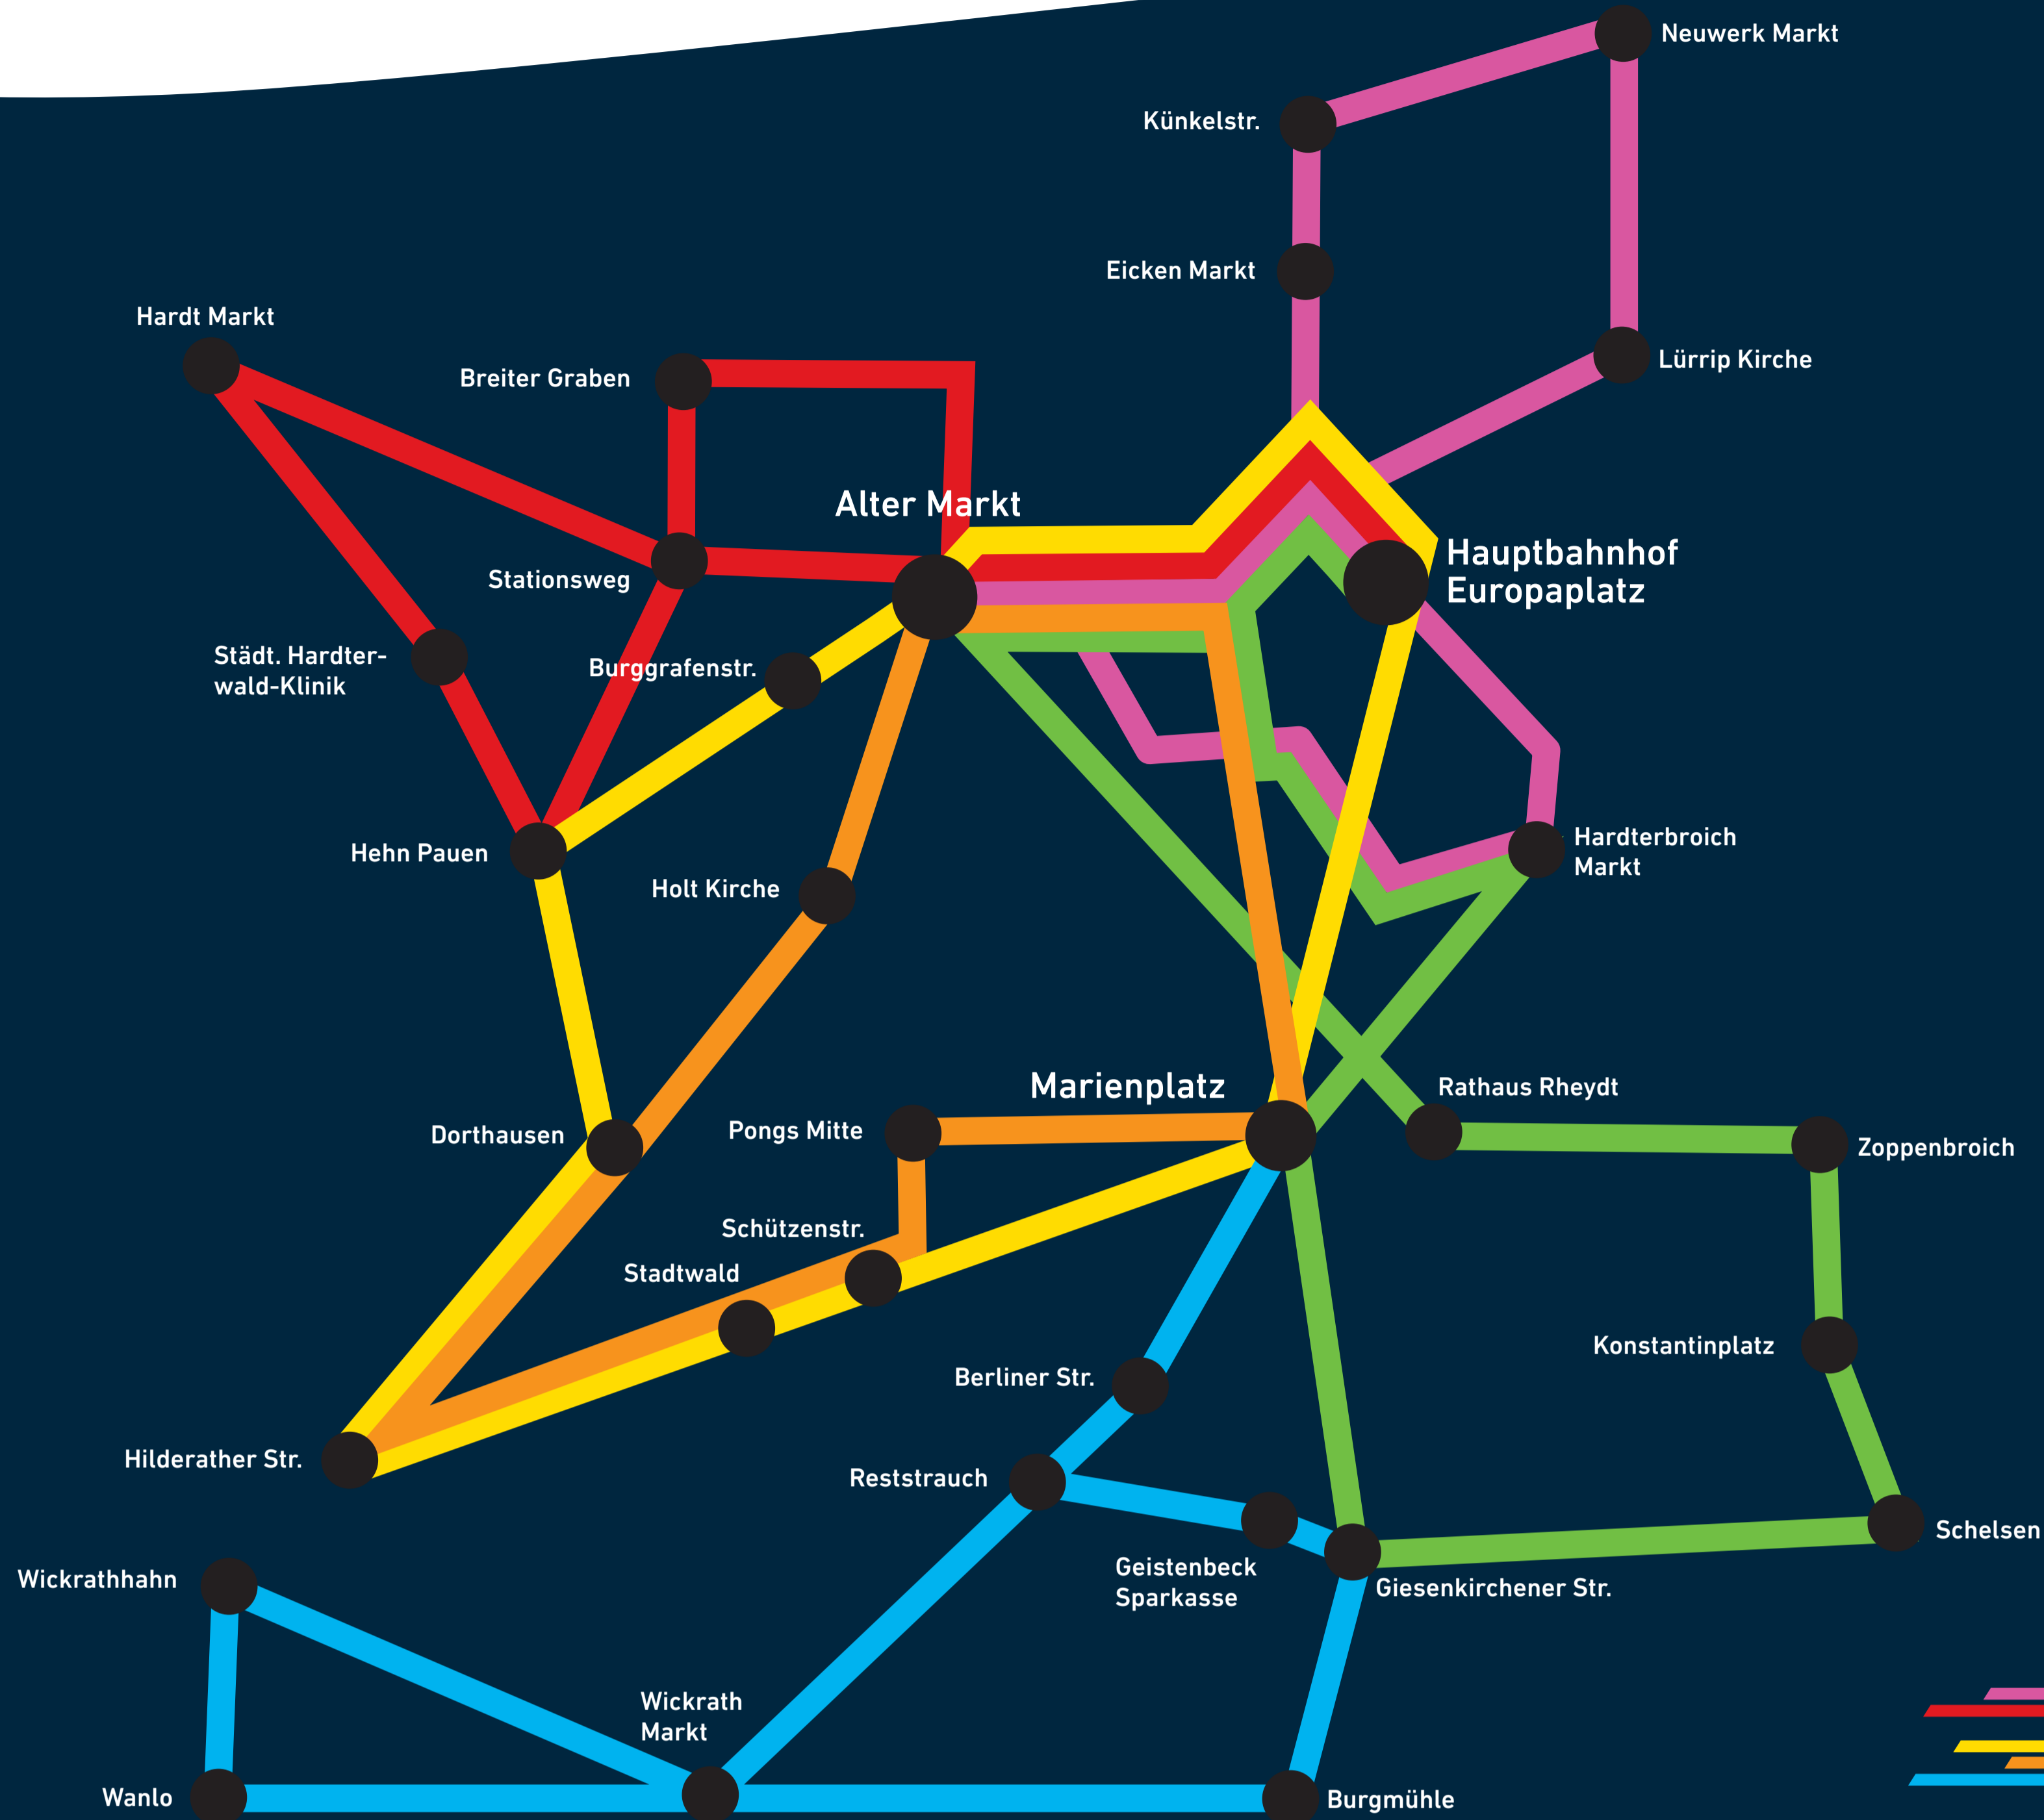 Neuwerk Markt
Künkelstr.
Eicken Markt
Hardt Markt
Lürrip Kirche
Breiter Graben
Alter Markt
Hauptbahnhof
Europaplatz
Stationsweg
Städt. Hardter-
wald-Klinik
Burggrafenstr.
Hardterbroich
Markt
Hehn Pauen
Holt Kirche
Marienplatz
Rathaus Rheydt
Dorthausen
Pongs Mitte
Zoppenbroich
Schützenstr.
Stadtwald
Konstantinplatz
Berliner Str.
Hilderather Str.
Reststrauch
Schelsen
Geistenbeck
Sparkasse
Wickrathhahn
Giesenkirchener Str.
Wickrath
Markt
Wanlo
Burgmühle